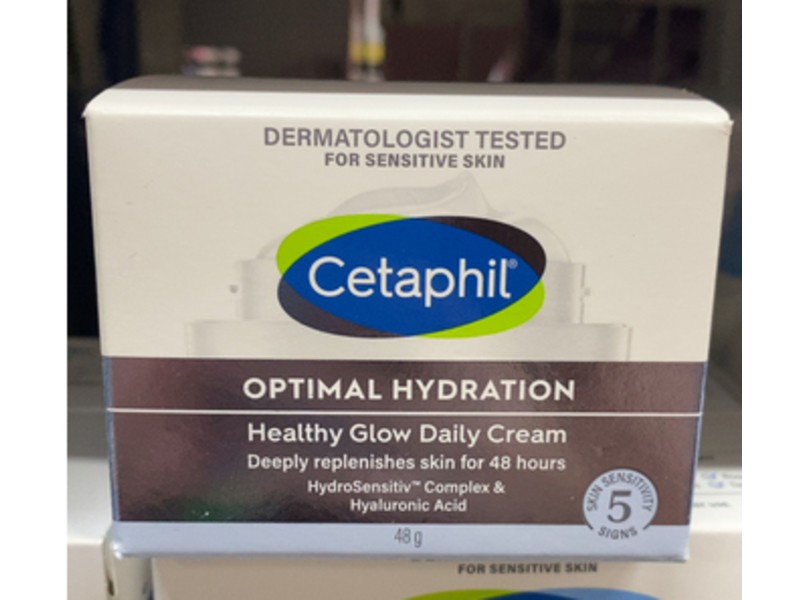 DERMATOLOGIST TESTED
FOR SENSITIVE SKIN
Cetaphil®
OPTIMAL HYDRATION
Healthy Glow Daily Cream
Deeply replenishes skin for 48 hours
HydroSensitiv™ Complex &
Hyaluronic Acid
SKIN SENSITIVITY
5
SIGNS
48 g
FOR SENSITIVE SKIN